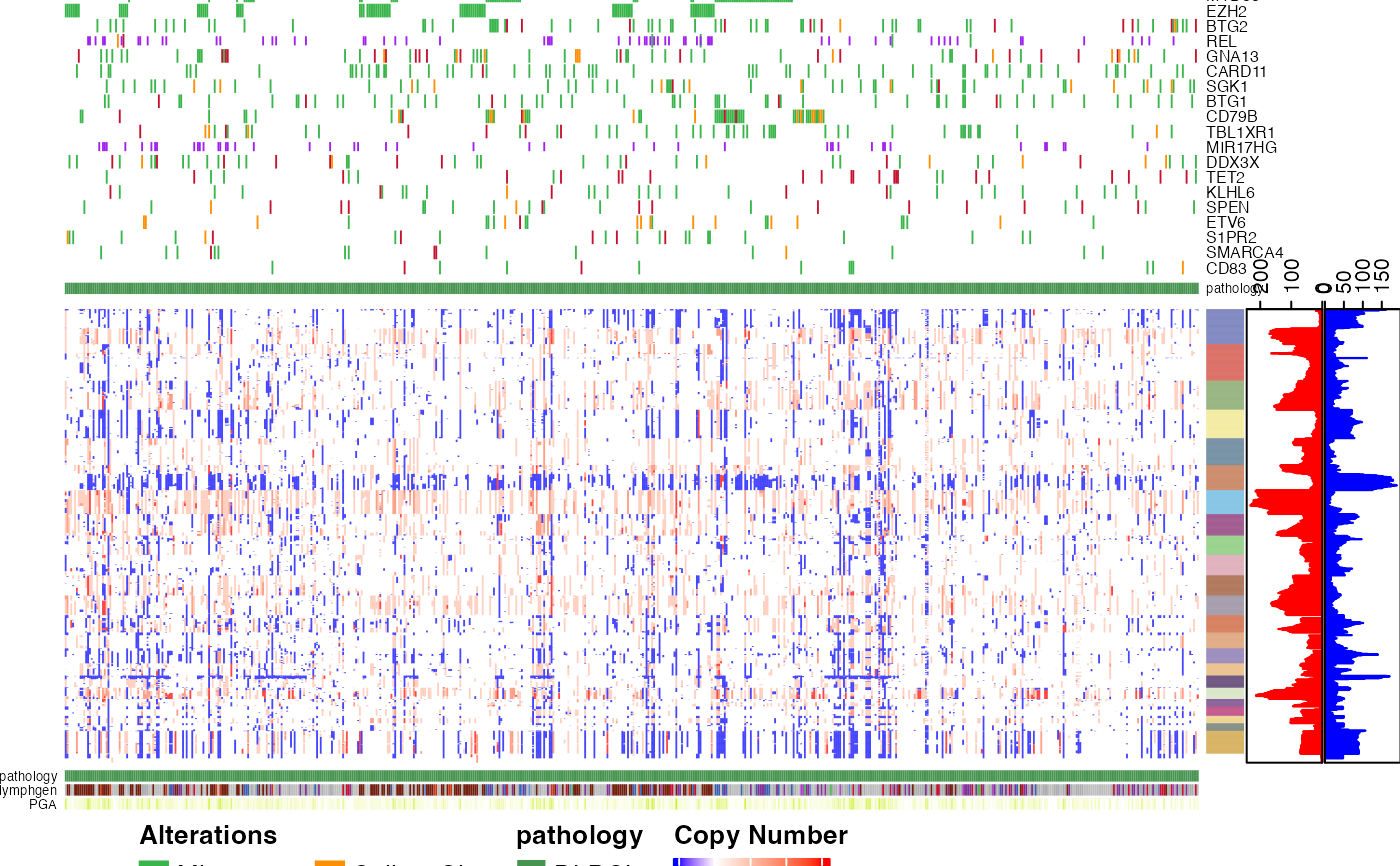 EZH2
BTG2
REL
GNA13
CARD11
SGK1
BTG1
CD79B
TBL1XR1
MIR17HG
DDX3X
TET2
KLHL6
SPEN
ETV6
S1PR2
SMARCA4
CD83
pathology
200 100 0 0 50 100 150
pathology
lymphgen
PGA
Alterations pathology Copy Number